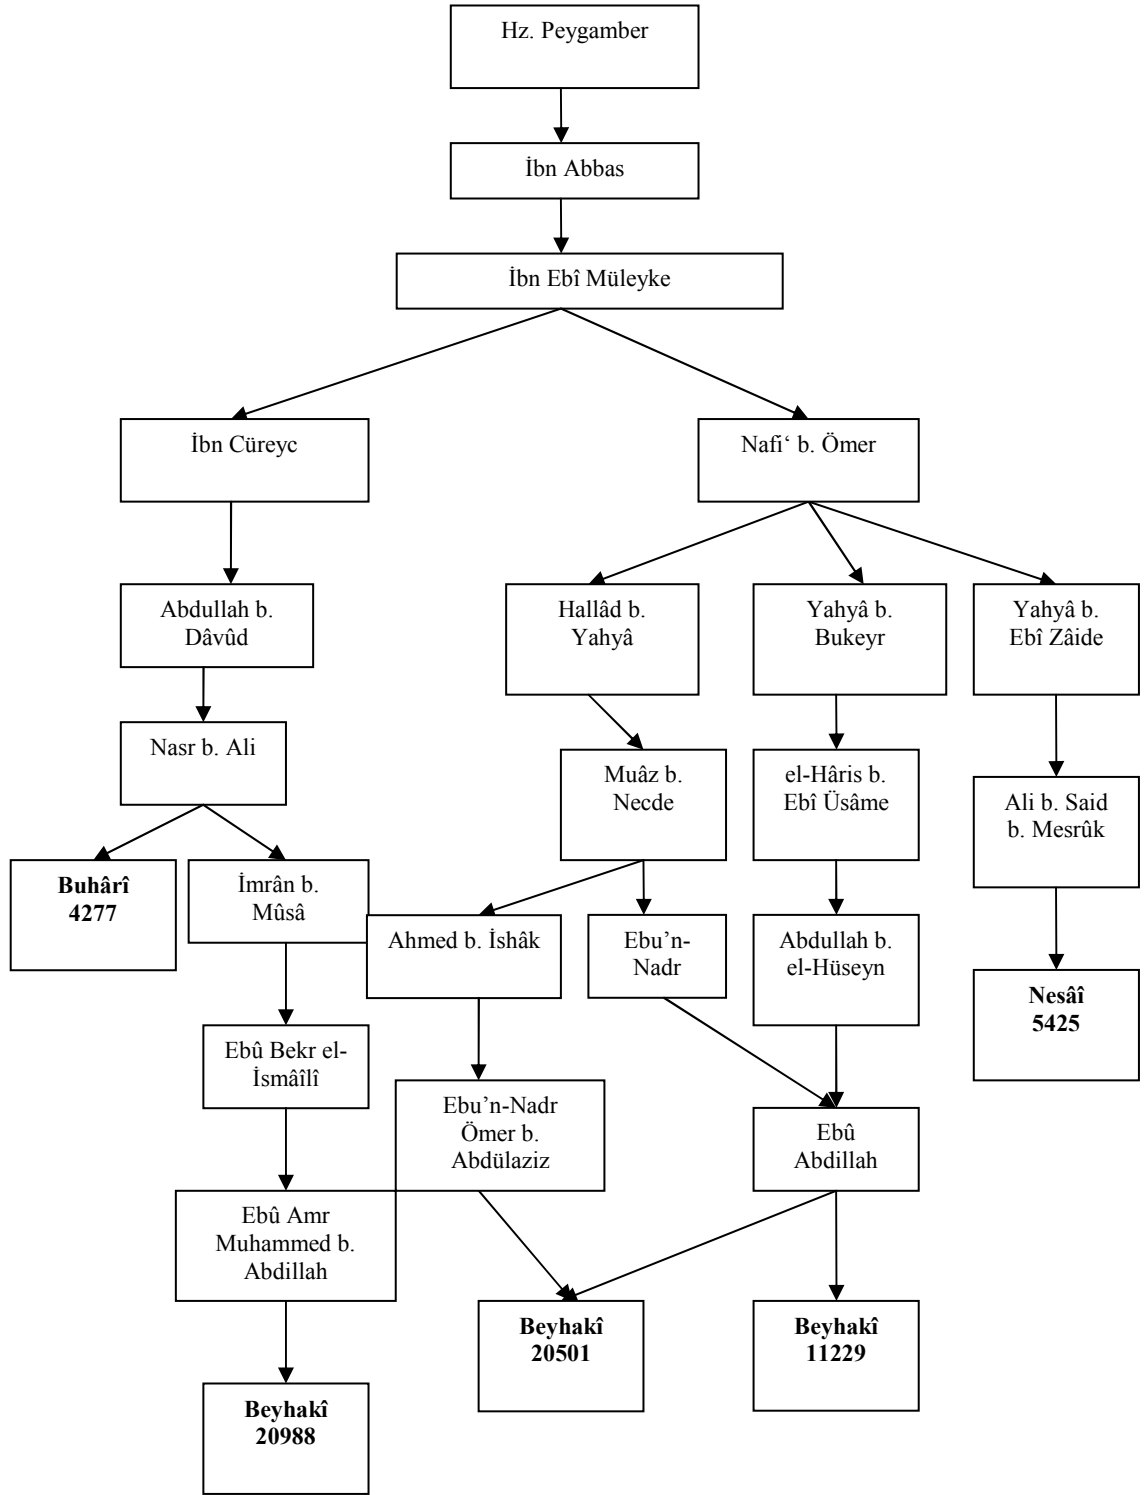 Hz. Peygamber
İbn Abbas
İbn Ebî Müleyke
İbn Cüreyc
Nafi‘ b. Ömer
Abdullah b.
Dâvûd
Hallâd b.
Yahyâ
Yahyâ b.
Bukeyr
Yahyâ b.
Ebî Zâide
Nasr b. Ali
Muâz b.
Necde
el-Hâris b.
Ebî Üsâme
Ali b. Said
b. Mesrûk
Buhârî
4277
İmrân b.
Mûsâ
Ahmed b. İshâk
Ebu’n-
Nadr
Abdullah b.
el-Hüseyn
Nesâî
5425
Ebû Bekr el-
İsmâîlî
Ebu’n-Nadr
Ömer b.
Abdülaziz
Ebû
Abdillah
Ebû Amr
Muhammed b.
Abdillah
Beyhakî
20501
Beyhakî
11229
Beyhakî
20988